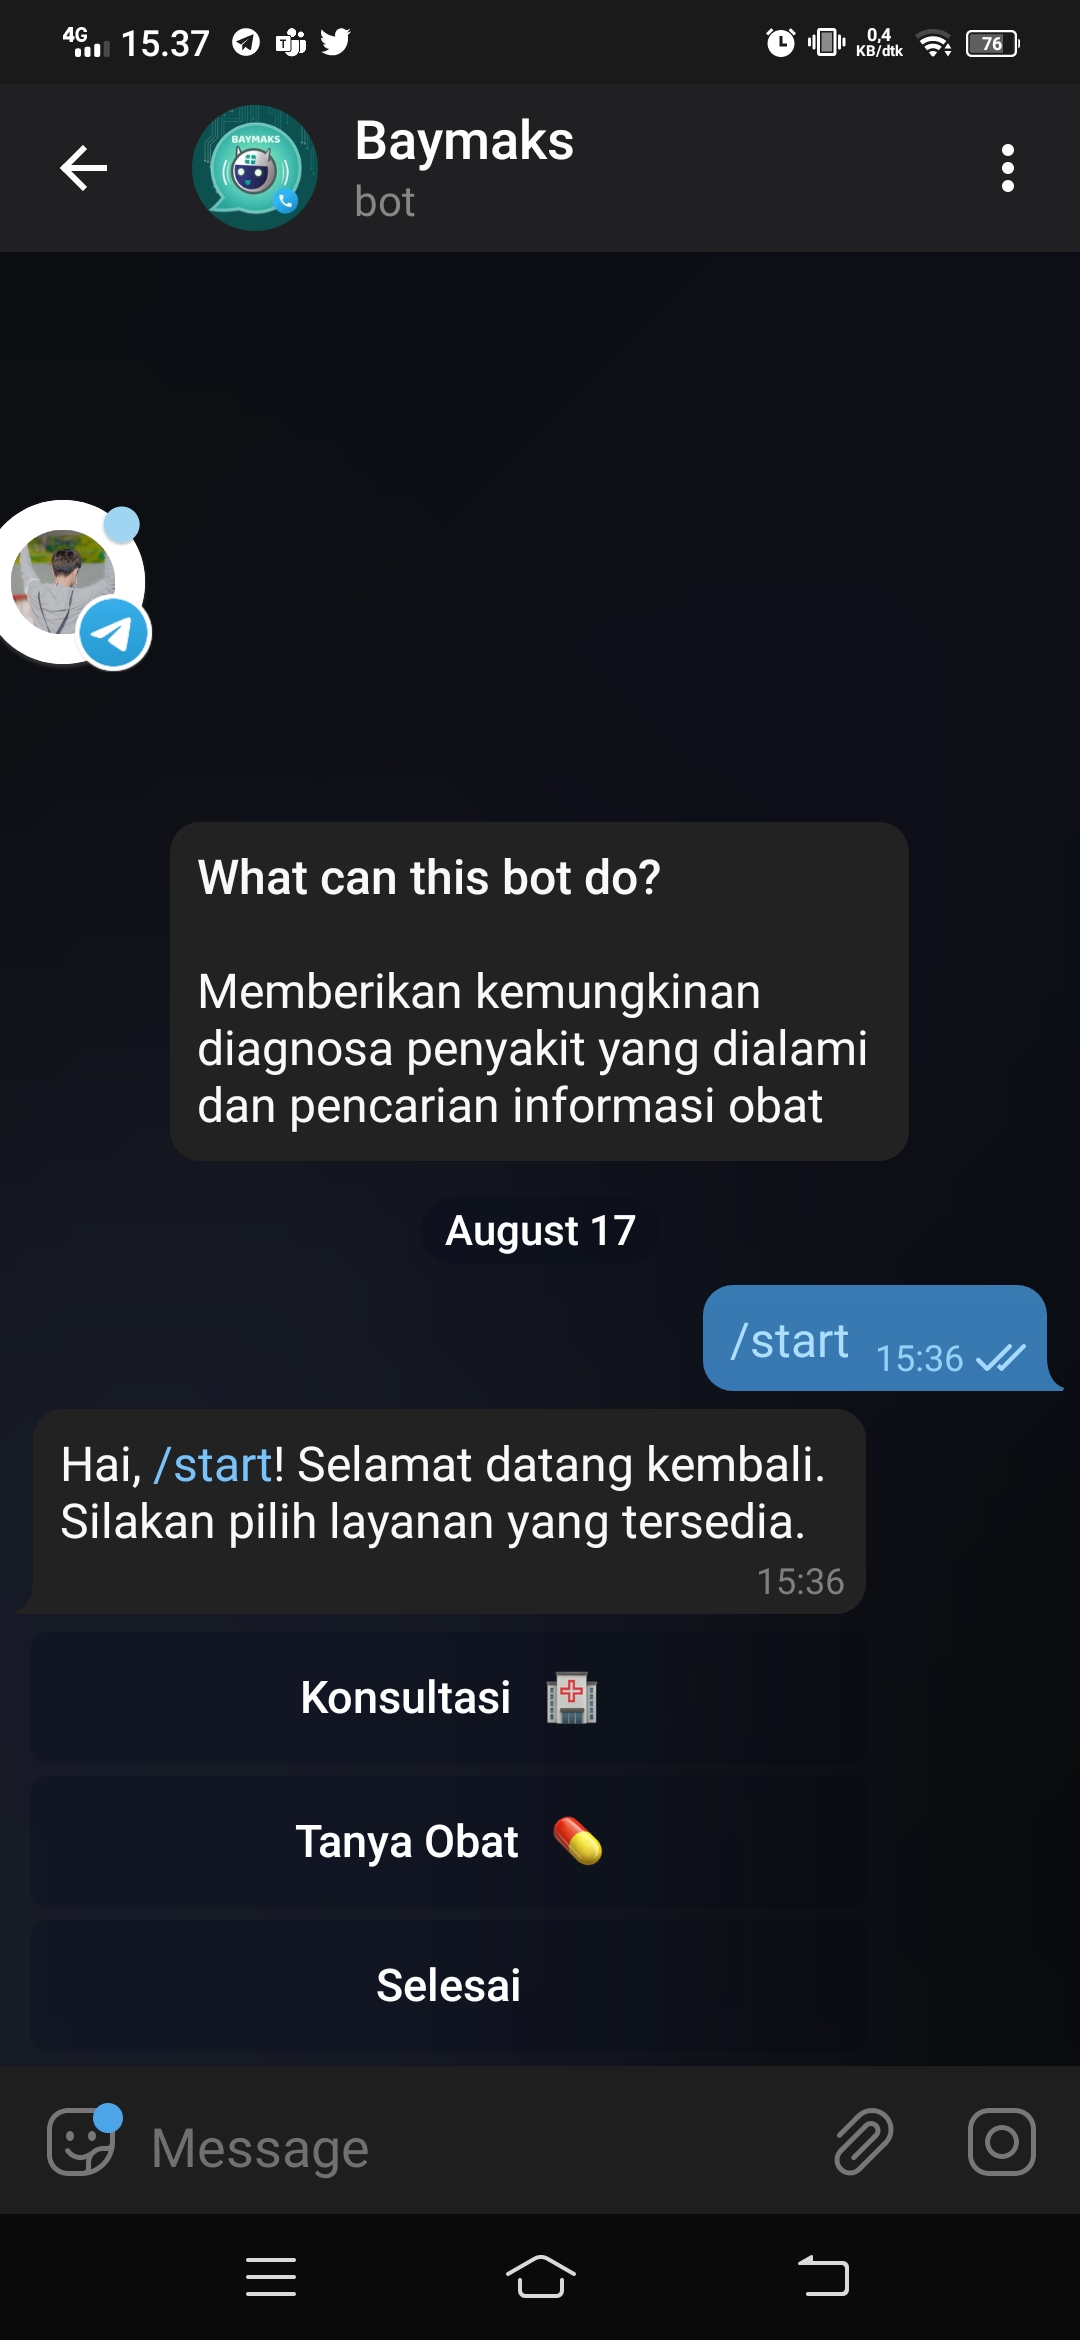 4G 15.37 0,4 KB/dtk 76
BAYMAKS
Baymaks
bot
What can this bot do?
Memberikan kemungkinan
diagnosa penyakit yang dialami
dan pencarian informasi obat
August 17
/start 15:36
Hai, /start! Selamat datang kembali.
Silakan pilih layanan yang tersedia.
15:36
Konsultasi
Tanya Obat
Selesai
Message